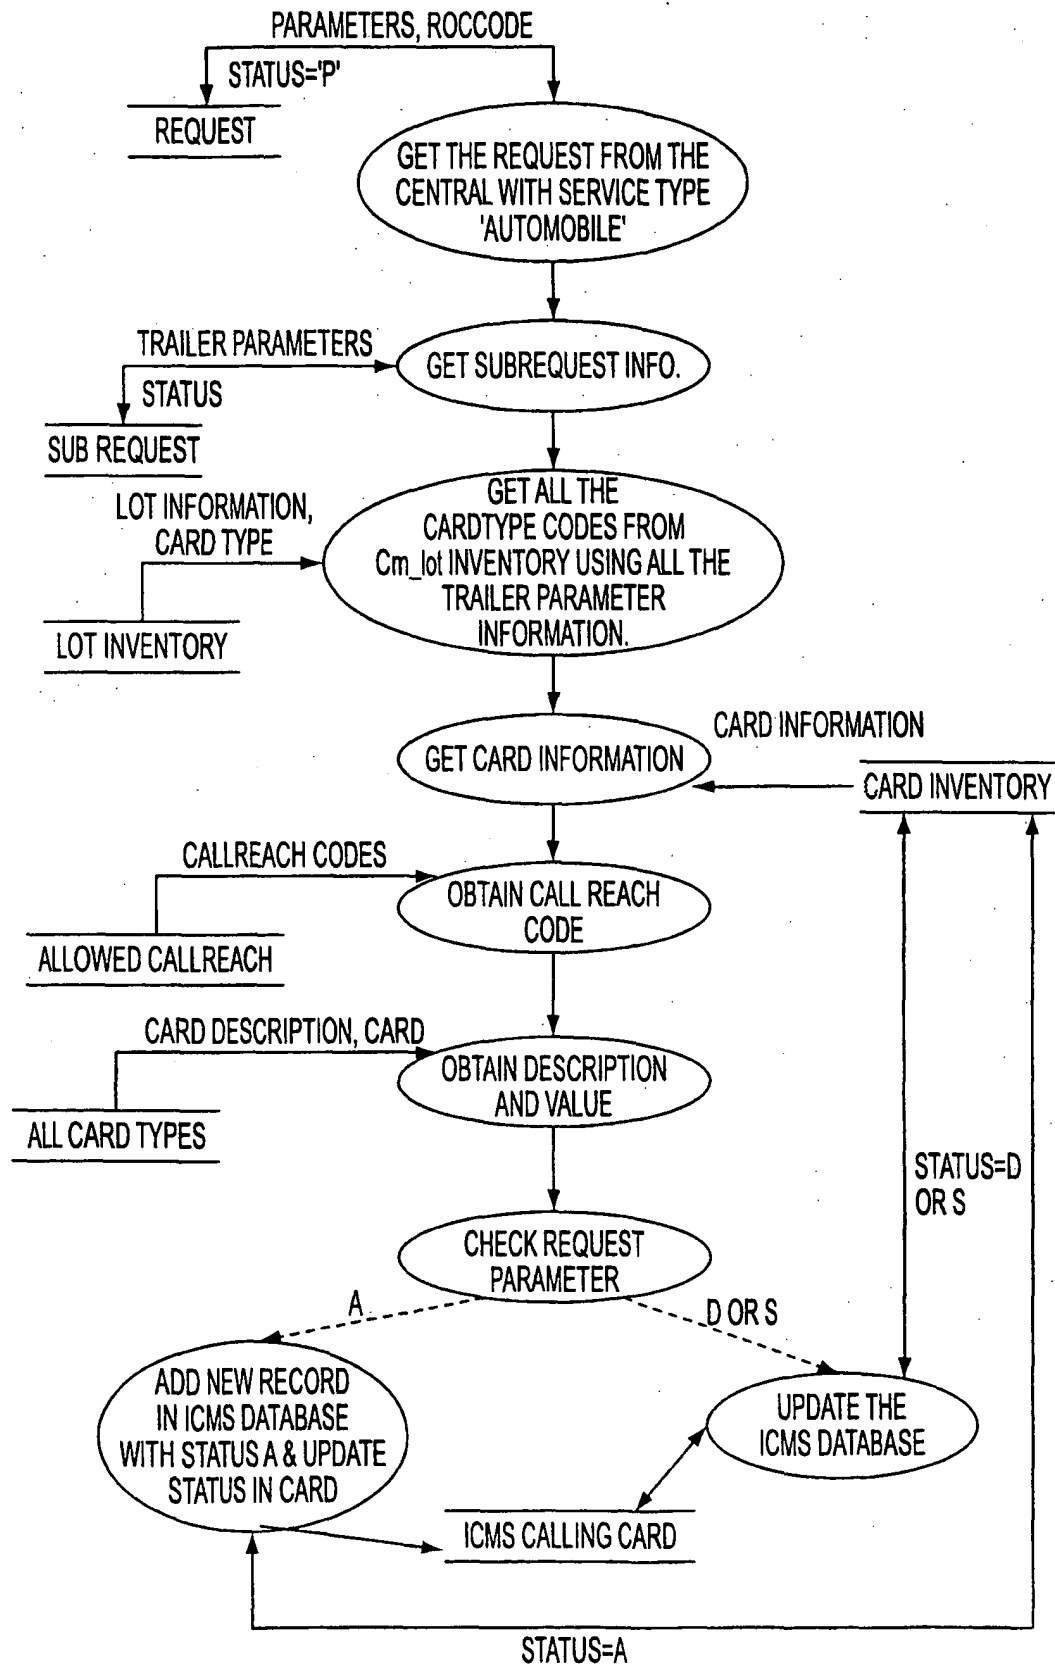 PARAMETERS, ROCCODE
STATUS='P'
REQUEST
GET THE REQUEST FROM THE
CENTRAL WITH SERVICE TYPE
'AUTOMOBILE'
TRAILER PARAMETERS
GET SUBREQUEST INFO.
STATUS
SUB REQUEST
LOT INFORMATION,
CARD TYPE
GET ALL THE
CARDTYPE CODES FROM
Cm_lot INVENTORY USING ALL THE
TRAILER PARAMETER
INFORMATION.
LOT INVENTORY
CARD INFORMATION
GET CARD INFORMATION
CARD INVENTORY
CALLREACH CODES
OBTAIN CALL REACH
CODE
ALLOWED CALLREACH
CARD DESCRIPTION, CARD
OBTAIN DESCRIPTION
AND VALUE
ALL CARD TYPES
STATUS=D
OR S
CHECK REQUEST
PARAMETER
A
D OR S
ADD NEW RECORD
IN ICMS DATABASE
WITH STATUS A & UPDATE
STATUS IN CARD
UPDATE THE
ICMS DATABASE
ICMS CALLING CARD
STATUS=A